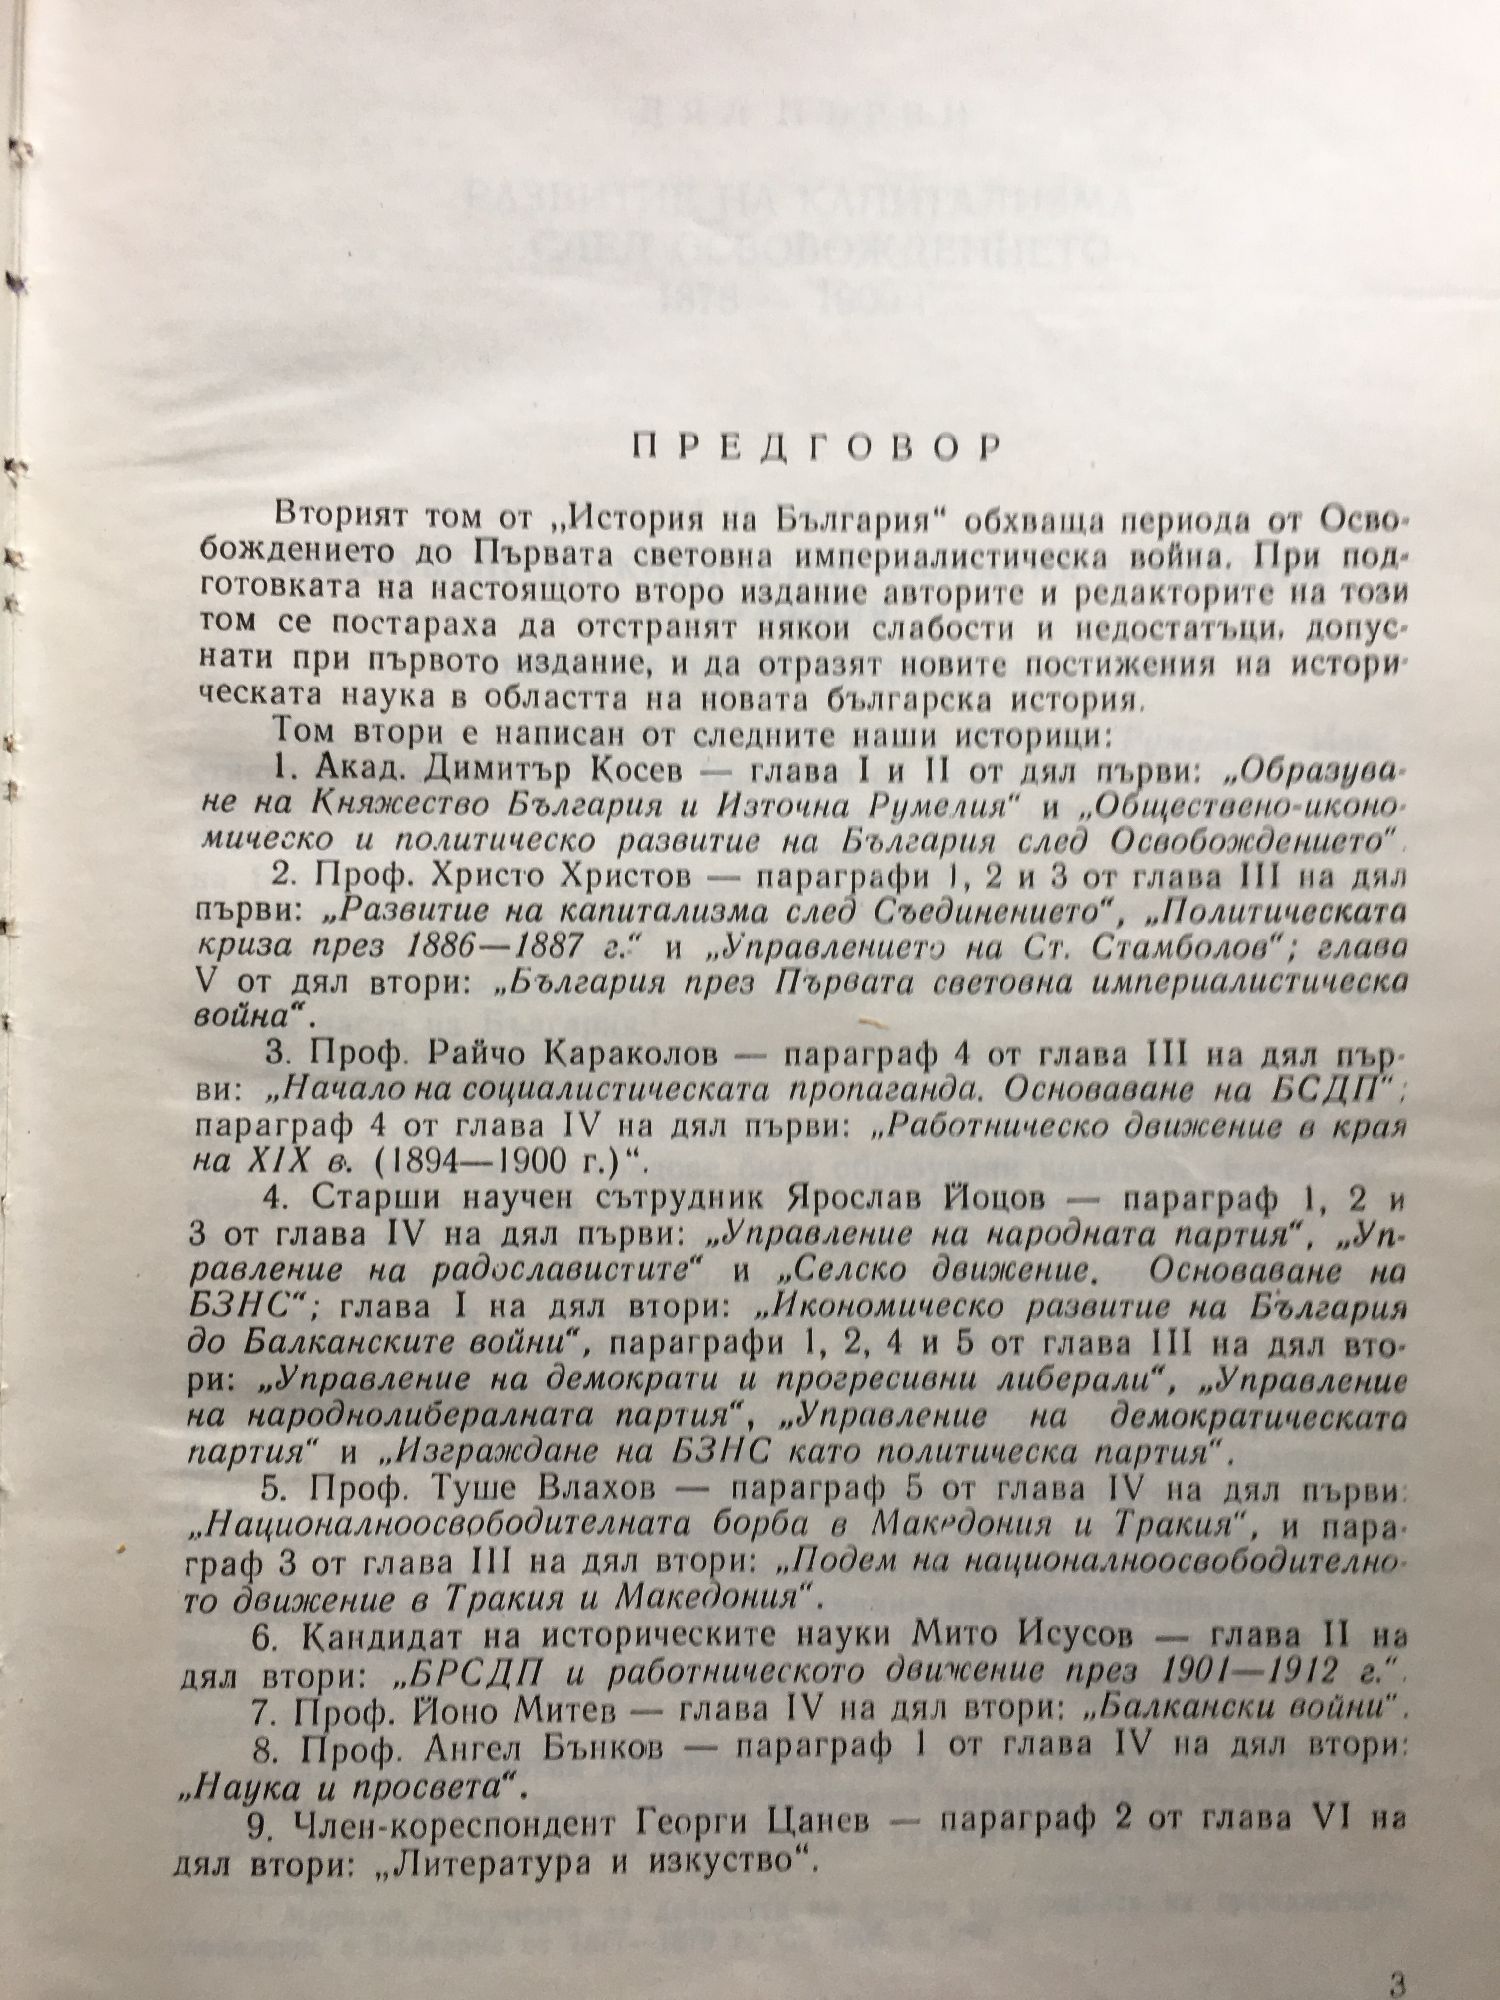 ПРЕДГОВОР
Вторият том от „История на България“ обхваща периода от Осво-
бождението до Първата световна империалистическа война. При под-
готовката на настоящото второ издание авторите и редакторите на този
том се постараха да отстранят някои слабости и недостатъци, допус-
нати при първото издание, и да отразят новите постижения на истори-
ческата наука в областта на новата българска история.
Том втори е написан от следните наши историци:
1. Акад. Димитър Косев — глава I и II от дял първи: „Образува-
не на Княжество България и Източна Румелия“ и „Обществено-иконо-
мическо и политическо развитие на България след Освобождението“.
2. Проф. Христо Христов — параграфи 1, 2 и 3 от глава III на дял
първи: „Развитие на капитализма след Съединението“, „Политическата
криза през 1886—1887 г.“ и „Управлението на Ст. Стамболов“; глава
V от дял втори: „България през Първата световна империалистическа
война“.
3. Проф. Райчо Караколов — параграф 4 от глава III на дял пър-
ви: „Начало на социалистическата пропаганда. Основаване на БСДП“;
параграф 4 от глава IV на дял първи: „Работническо движение в края
на XIX в. (1894—1900 г.)“.
4. Старши научен сътрудник Ярослав Йоцов — параграф 1, 2 и
3 от глава IV на дял първи: „Управление на народната партия“, „Уп-
равление на радославистите“ и „Селско движение. Основаване на
БЗНС“; глава I на дял втори: „Икономическо развитие на България
до Балканските войни“, параграфи 1, 2, 4 и 5 от глава III на дял вто-
ри: „Управление на демократи и прогресивни либерали“, „Управление
на народнолибералната партия“, „Управление на демократическата
партия“ и „Изграждане на БЗНС като политическа партия“.
5. Проф. Туше Влахов — параграф 5 от глава IV на дял първи:
„Националноосвободителната борба в Македония и Тракия“, и пара-
граф 3 от глава III на дял втори: „Подем на националноосвободително-
то движение в Тракия и Македония“.
6. Кандидат на историческите науки Мито Исусов — глава II на
дял втори: „БРСДП и работническото движение през 1901—1912 г.“.
7. Проф. Йоно Митев — глава IV на дял втори: „Балкански войни“.
8. Проф. Ангел Бънков — параграф 1 от глава IV на дял втори:
„Наука и просвета“.
9. Член-кореспондент Георги Цанев — параграф 2 от глава VI на
дял втори: „Литература и изкуство“.
3